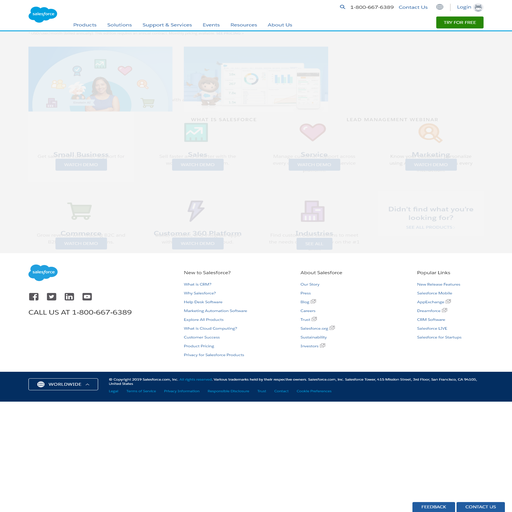 salesforce
1-800-667-6389
Contact Us
Login
Products
Solutions
Support & Services
Events
Resources
About Us
TRY FOR FREE
WHAT IS SALESFORCE
LEAD MANAGEMENT WEBINAR
Small Business
Sales
Service
Marketing
Commerce
Customer 360 Platform
Industries
SEE ALL
Didn't find what you're
looking for?
SEE ALL PRODUCTS
salesforce
CALL US AT 1-800-667-6389
New to Salesforce?
What is CRM?
Why Salesforce?
Help Desk Software
Marketing Automation Software
Explore All Products
What is Cloud Computing?
Customer Success
Product Pricing
Privacy for Salesforce Products
About Salesforce
Our Story
Press
Blog
Careers
Trust
Salesforce.org
Sustainability
Investors
Popular Links
New Release Features
Salesforce Mobile
AppExchange
Dreamforce
CRM Software
Salesforce LIVE
Salesforce for Startups
WORLDWIDE
© Copyright 2019 Salesforce.com, inc. All rights reserved. Various trademarks held by their respective owners. Salesforce.com, inc. Salesforce Tower, 415 Mission Street, 3rd Floor, San Francisco, CA 94105,
United States
Legal
Terms of Service
Privacy Information
Responsible Disclosure
Trust
Contact
Cookie Preferences
FEEDBACK
CONTACT US